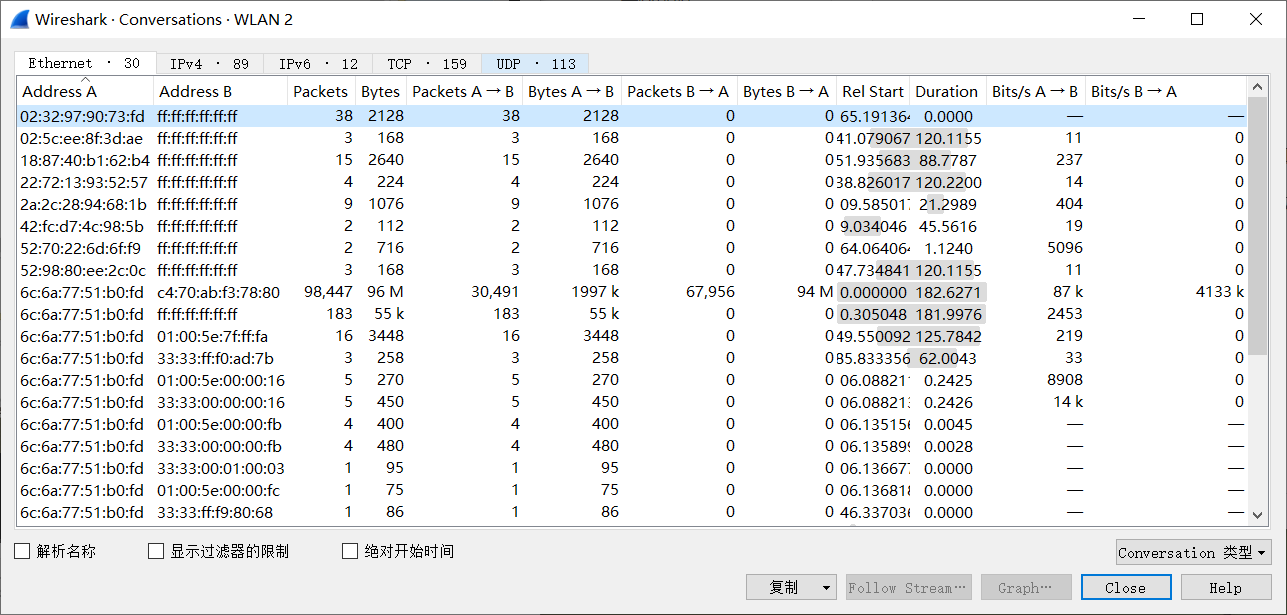 Wireshark · Conversations · WLAN 2
Ethernet · 30 IPv4 · 89 IPv6 · 12 TCP · 159 UDP · 113
Address A Address B Packets Bytes Packets A → B Bytes A → B Packets B → A Bytes B → A Rel Start Duration Bits/s A → B Bits/s B → A
02:32:97:90:73:fd ff:ff:ff:ff:ff:ff 38 2128 38 2128 0 0 65.191364 0.0000 — —
02:5c:ee:8f:3d:ae ff:ff:ff:ff:ff:ff 3 168 3 168 0 0 41.079067 120.1155 11 0
18:87:40:b1:62:b4 ff:ff:ff:ff:ff:ff 15 2640 15 2640 0 0 51.935683 88.7787 237 0
22:72:13:93:52:57 ff:ff:ff:ff:ff:ff 4 224 4 224 0 0 38.826017 120.2200 14 0
2a:2c:28:94:68:1b ff:ff:ff:ff:ff:ff 9 1076 9 1076 0 0 09.585017 21.2989 404 0
42:fc:d7:4c:98:5b ff:ff:ff:ff:ff:ff 2 112 2 112 0 0 9.034046 45.5616 19 0
52:70:22:6d:6f:f9 ff:ff:ff:ff:ff:ff 2 716 2 716 0 0 64.064064 1.1240 5096 0
52:98:80:ee:2c:0c ff:ff:ff:ff:ff:ff 3 168 3 168 0 0 47.734841 120.1155 11 0
6c:6a:77:51:b0:fd c4:70:ab:f3:78:80 98,447 96 M 30,491 1997 k 67,956 94 M 0.000000 182.6271 87 k 4133 k
6c:6a:77:51:b0:fd ff:ff:ff:ff:ff:ff 183 55 k 183 55 k 0 0 0.305048 181.9976 2453 0
6c:6a:77:51:b0:fd 01:00:5e:7f:ff:fa 16 3448 16 3448 0 0 49.550092 125.7842 219 0
6c:6a:77:51:b0:fd 33:33:ff:f0:ad:7b 3 258 3 258 0 0 85.833356 62.0043 33 0
6c:6a:77:51:b0:fd 01:00:5e:00:00:16 5 270 5 270 0 0 06.08821 0.2425 8908 0
6c:6a:77:51:b0:fd 33:33:00:00:00:16 5 450 5 450 0 0 06.08821 0.2426 14 k 0
6c:6a:77:51:b0:fd 01:00:5e:00:00:fb 4 400 4 400 0 0 06.13515 0.0045 — —
6c:6a:77:51:b0:fd 33:33:00:00:00:fb 4 480 4 480 0 0 06.13589 0.0028 — —
6c:6a:77:51:b0:fd 33:33:00:01:00:03 1 95 1 95 0 0 06.13667 0.0000 — —
6c:6a:77:51:b0:fd 01:00:5e:00:00:fc 1 75 1 75 0 0 06.13681 0.0000 — —
6c:6a:77:51:b0:fd 33:33:ff:f9:80:68 1 86 1 86 0 0 46.33703 0.0000 — —
解析名称 显示过滤器的限制 绝对开始时间 Conversation 类型
复制 Follow Stream… Graph… Close Help